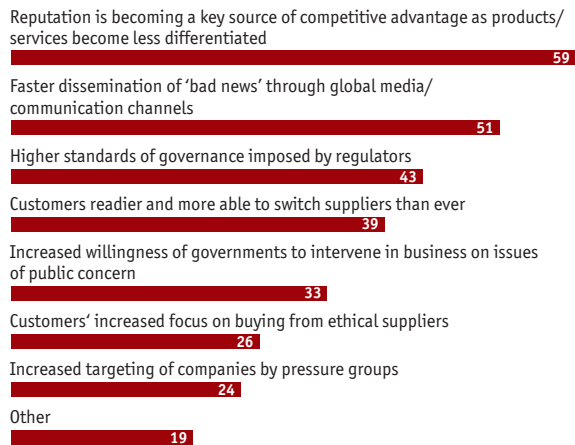 Reputation is becoming a key source of competitive advantage as products/
services become less differentiated
59
Faster dissemination of ‘bad news’ through global media/
communication channels
51
Higher standards of governance imposed by regulators
43
Customers readier and more able to switch suppliers than ever
39
Increased willingness of governments to intervene in business on issues
of public concern
33
Customers‘ increased focus on buying from ethical suppliers
26
Increased targeting of companies by pressure groups
24
Other
19